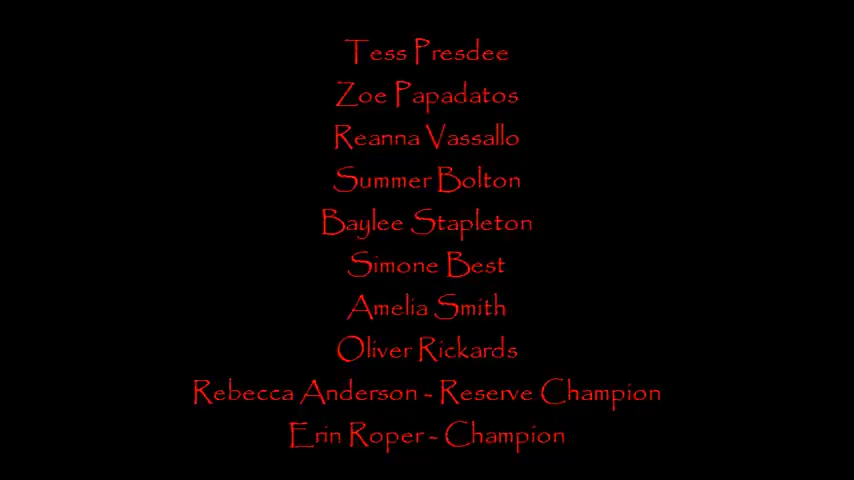 Tess Presdee
Zoe Papadatos
Reanna Vassallo
Summer Bolton
Baylee Stapleton
Simone Best
Amelia Smith
Oliver Rickards
Rebecca Anderson - Reserve Champion
Erin Roper - Champion